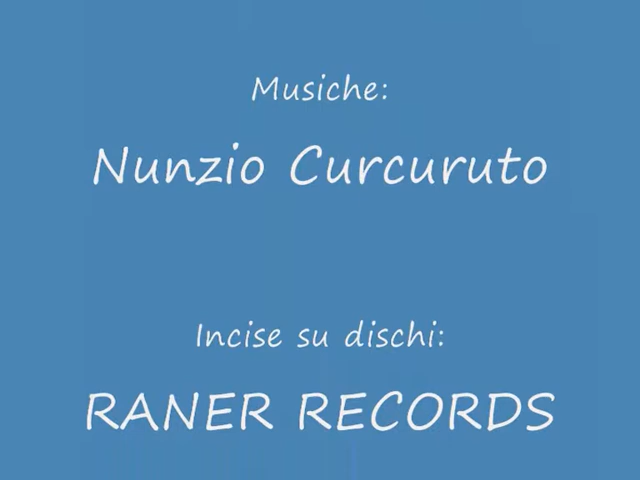 Musiche:
Nunzio Curcuruto
Incise su dischi:
RANER RECORDS